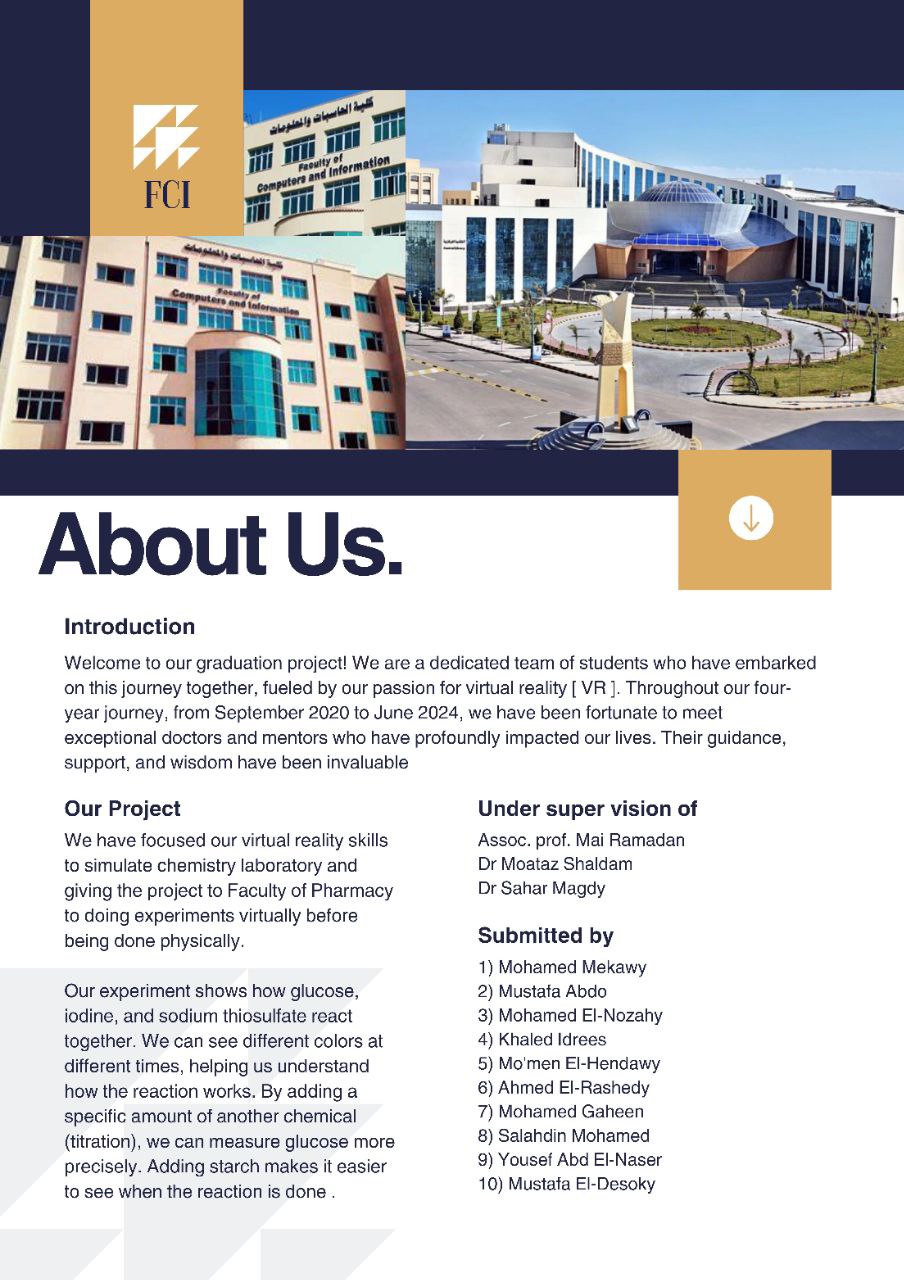 FCI
كلية الحاسبات والمعلومات
Faculty of
Computers and Information
كلية الحاسبات والمعلومات
Faculty of
Computers and Information
About Us.
Introduction
Welcome to our graduation project! We are a dedicated team of students who have embarked
on this journey together, fueled by our passion for virtual reality [ VR ]. Throughout our four-
year journey, from September 2020 to June 2024, we have been fortunate to meet
exceptional doctors and mentors who have profoundly impacted our lives. Their guidance,
support, and wisdom have been invaluable
Our Project
We have focused our virtual reality skills
to simulate chemistry laboratory and
giving the project to Faculty of Pharmacy
to doing experiments virtually before
being done physically.
Our experiment shows how glucose,
iodine, and sodium thiosulfate react
together. We can see different colors at
different times, helping us understand
how the reaction works. By adding a
specific amount of another chemical
(titration), we can measure glucose more
precisely. Adding starch makes it easier
to see when the reaction is done .
Under super vision of
Assoc. prof. Mai Ramadan
Dr Moataz Shaldam
Dr Sahar Magdy
Submitted by
1) Mohamed Mekawy
2) Mustafa Abdo
3) Mohamed El-Nozahy
4) Khaled Idrees
5) Mo'men El-Hendawy
6) Ahmed El-Rashedy
7) Mohamed Gaheen
8) Salahdin Mohamed
9) Yousef Abd El-Naser
10) Mustafa El-Desoky